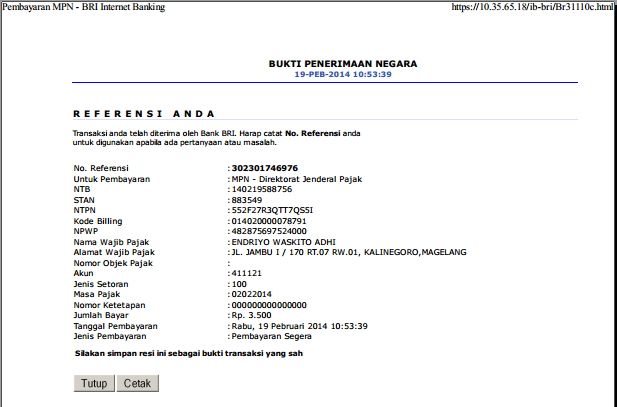 Pembayaran MPN - BRI Internet Banking https://10.35.65.18/ib-bri/Br31110c.html
BUKTI PENERIMAAN NEGARA
19-PEB-2014 10:53:39
REFERENSI ANDA
Transaksi anda telah diterima oleh Bank BRI. Harap catat No. Referensi anda
untuk digunakan apabila ada pertanyaan atau masalah.
No. Referensi : 302301746976
Untuk Pembayaran : MPN - Direktorat Jenderal Pajak
NTB : 140219588756
STAN : 883549
NTPN : 552F27R3QTT7QS5I
Kode Billing : 014020000078791
NPWP : 482875697524000
Nama Wajib Pajak : ENDRIYO WASKITO ADHI
Alamat Wajib Pajak : JL. JAMBU I / 170 RT.07 RW.01, KALINEGORO,MAGELANG
Nomor Objek Pajak :
Akun : 411121
Jenis Setoran : 100
Masa Pajak : 02022014
Nomor Ketetapan : 000000000000000
Jumlah Bayar : Rp. 3.500
Tanggal Pembayaran : Rabu, 19 Pebruari 2014 10:53:39
Jenis Pembayaran : Pembayaran Segera
Silakan simpan resi ini sebagai bukti transaksi yang sah
Tutup Cetak